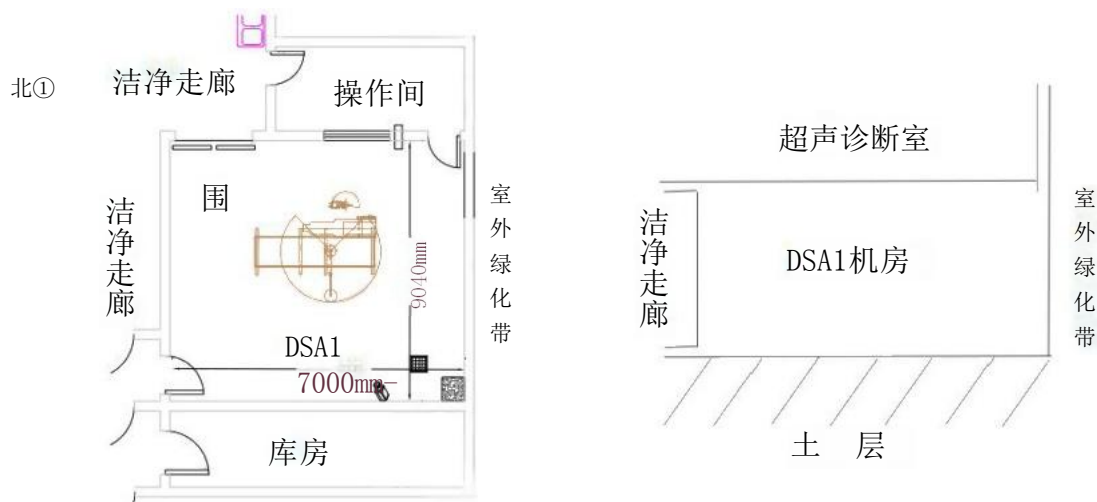 北①
洁净走廊
操作间
围
洁净走廊
室外绿化带
9040mm
DSA1
7000mm-
库房
超声诊断室
洁净走廊
DSA1机房
室外绿化带
土 层